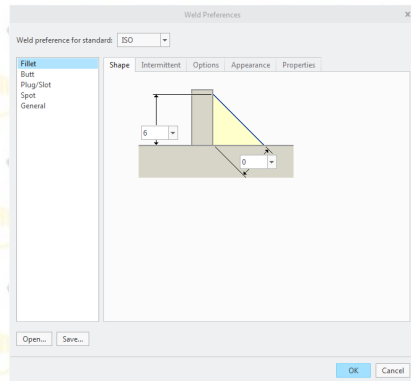 Weld Preferences x
Weld preference for standard: ISO
Fillet
Butt
Plug/Slot
Spot
General
Shape Intermittent Options Appearance Properties
6
0
Open... Save...
OK Cancel